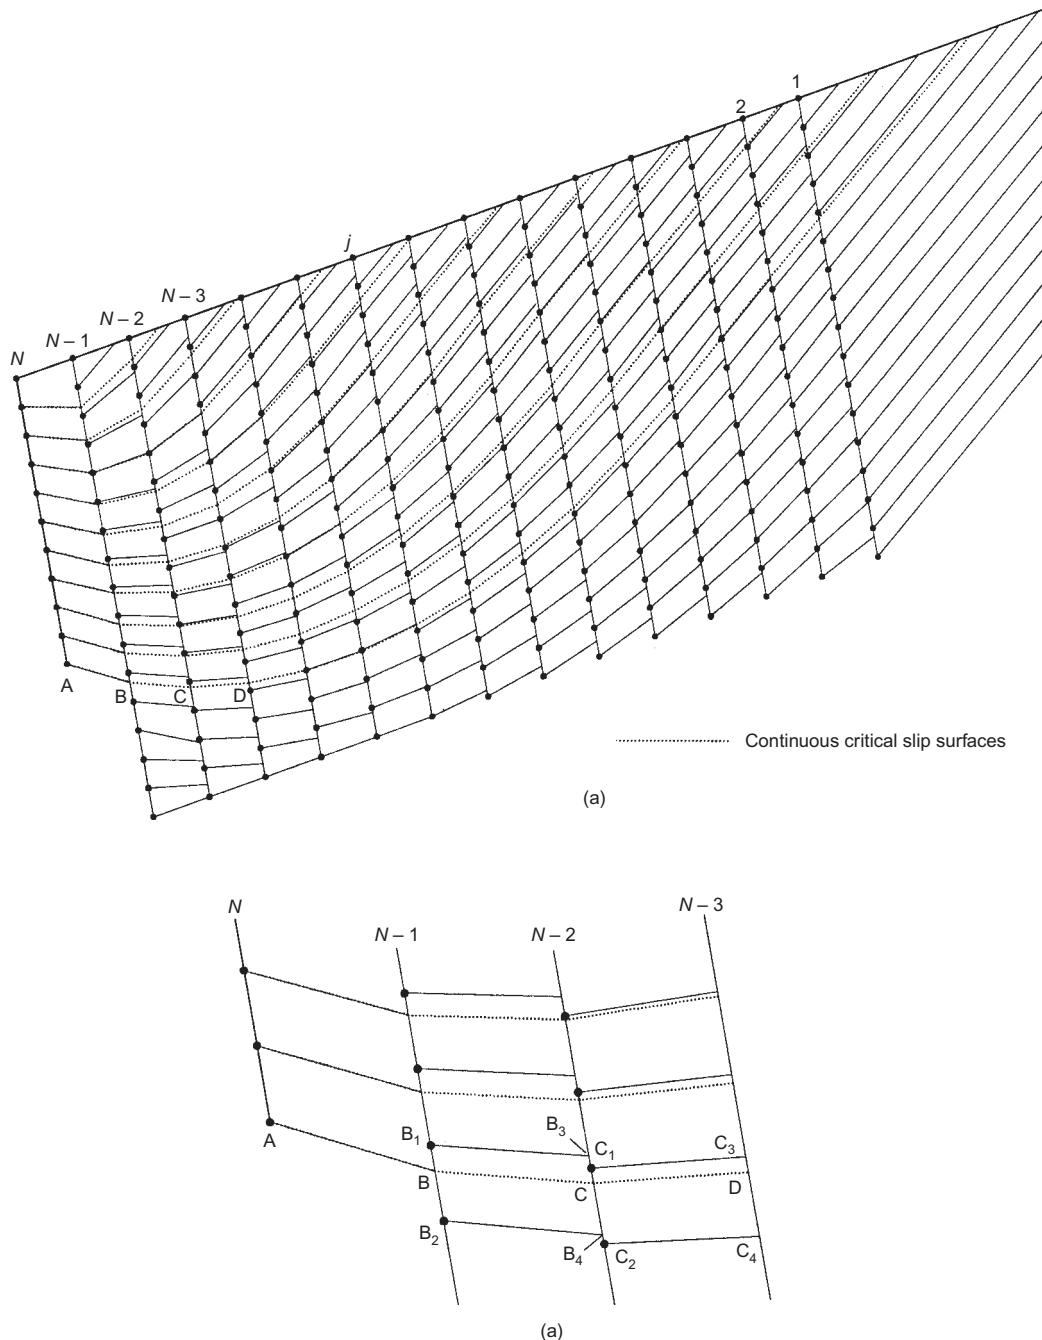 1
2
j
N – 3
N – 2
N – 1
N
A
B
C
D
Continuous critical slip surfaces
(a)
N
N – 1
N – 2
N – 3
A
B1
B3
C1
C3
B
C
D
B2
B4
C2
C4
(a)